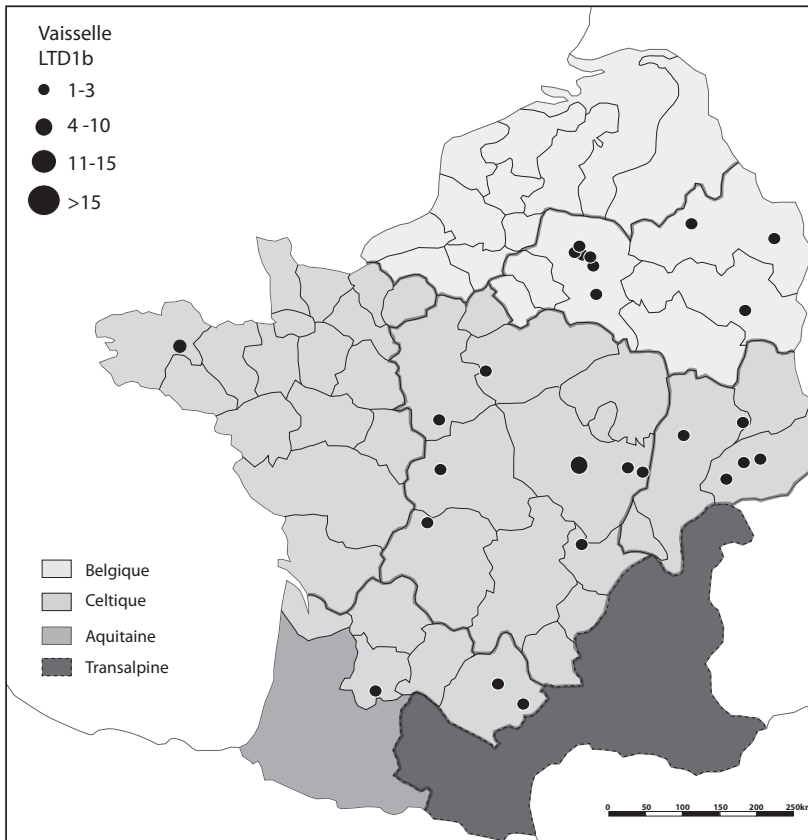 Vaisselle
LTD1b
1-3
4 -10
11-15
>15
Belgique
Celtique
Aquitaine
Transalpine
0 50 100 150 200 250km